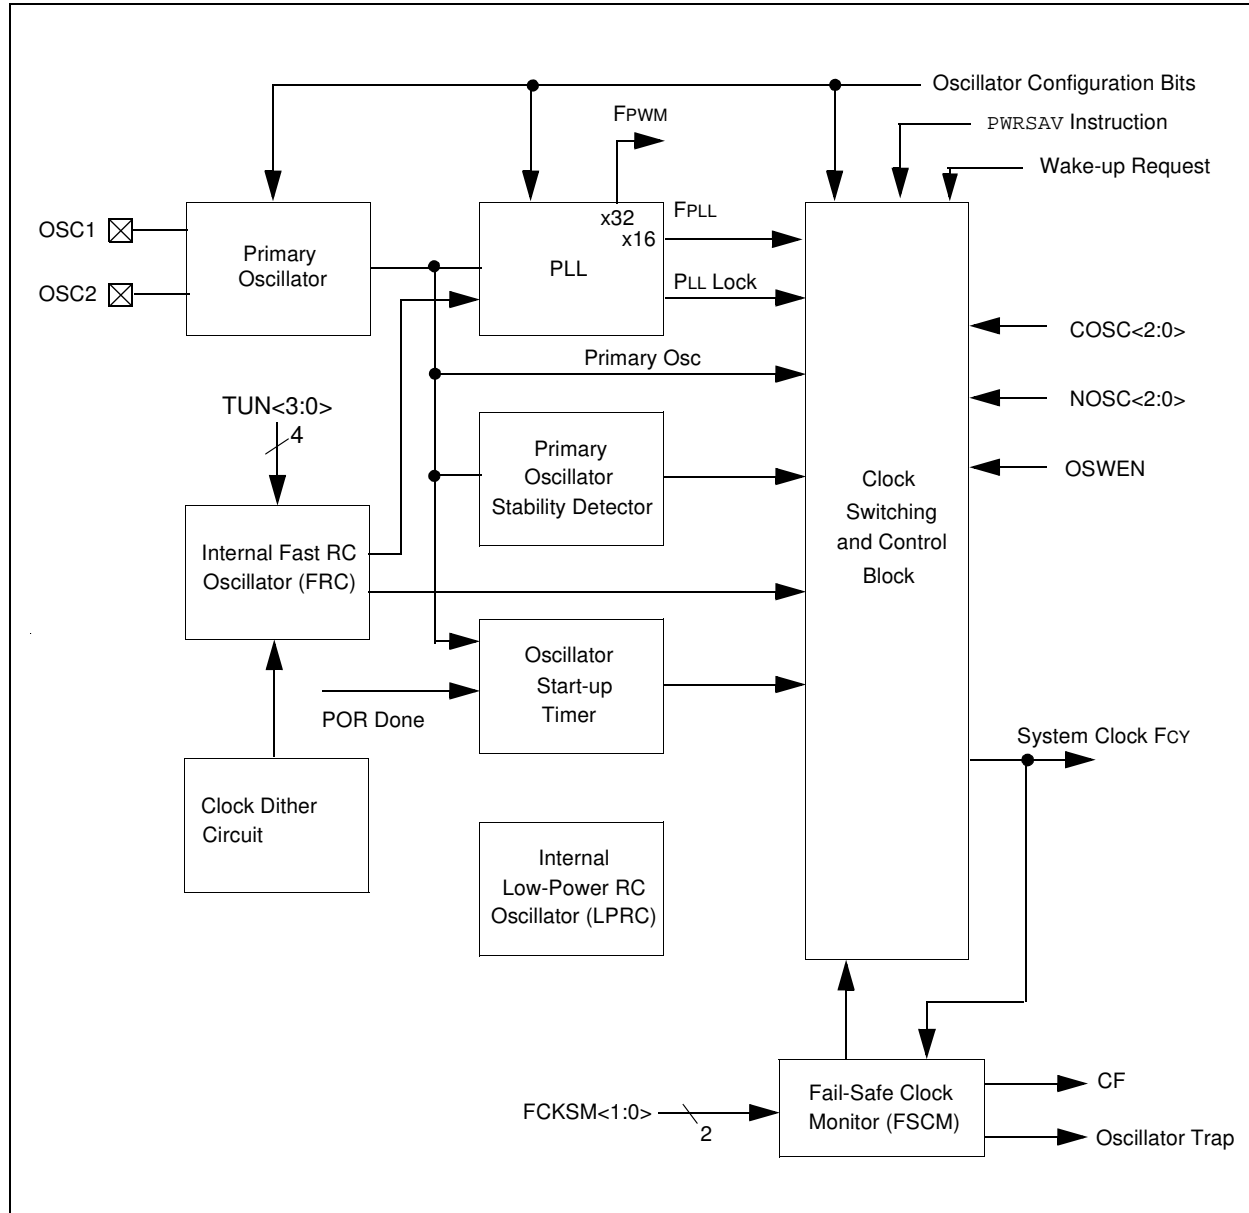 Oscillator Configuration Bits
FPWM
PWRSAV Instruction
Wake-up Request
OSC1
OSC2
Primary
Oscillator
x32
x16
PLL
FPLL
PLL Lock
Primary Osc
COSC<2:0>
NOSC<2:0>
OSWEN
TUN<3:0>
4
Primary
Oscillator
Stability Detector
Clock
Switching
and Control
Block
Internal Fast RC
Oscillator (FRC)
Oscillator
Start-up
Timer
POR Done
System Clock FCY
Clock Dither
Circuit
Internal
Low-Power RC
Oscillator (LPRC)
FCKSM<1:0>
2
Fail-Safe Clock
Monitor (FSCM)
CF
Oscillator Trap